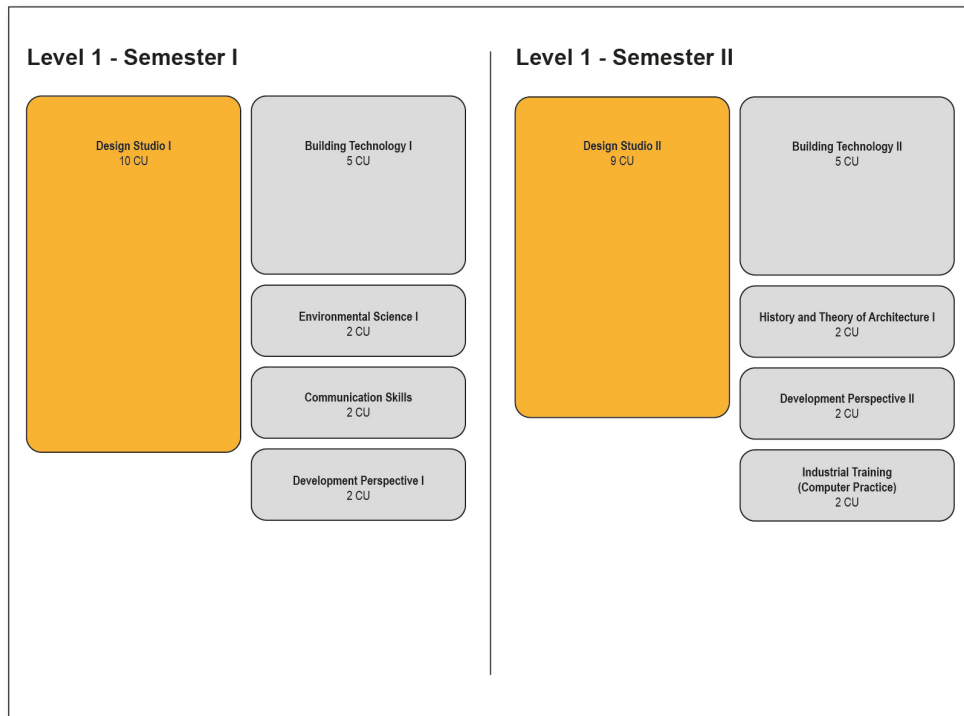 Level 1 - Semester I
Design Studio I
10 CU
Building Technology I
5 CU
Environmental Science I
2 CU
Communication Skills
2 CU
Development Perspective I
2 CU
Level 1 - Semester II
Design Studio II
9 CU
Building Technology II
5 CU
History and Theory of Architecture I
2 CU
Development Perspective II
2 CU
Industrial Training
(Computer Practice)
2 CU